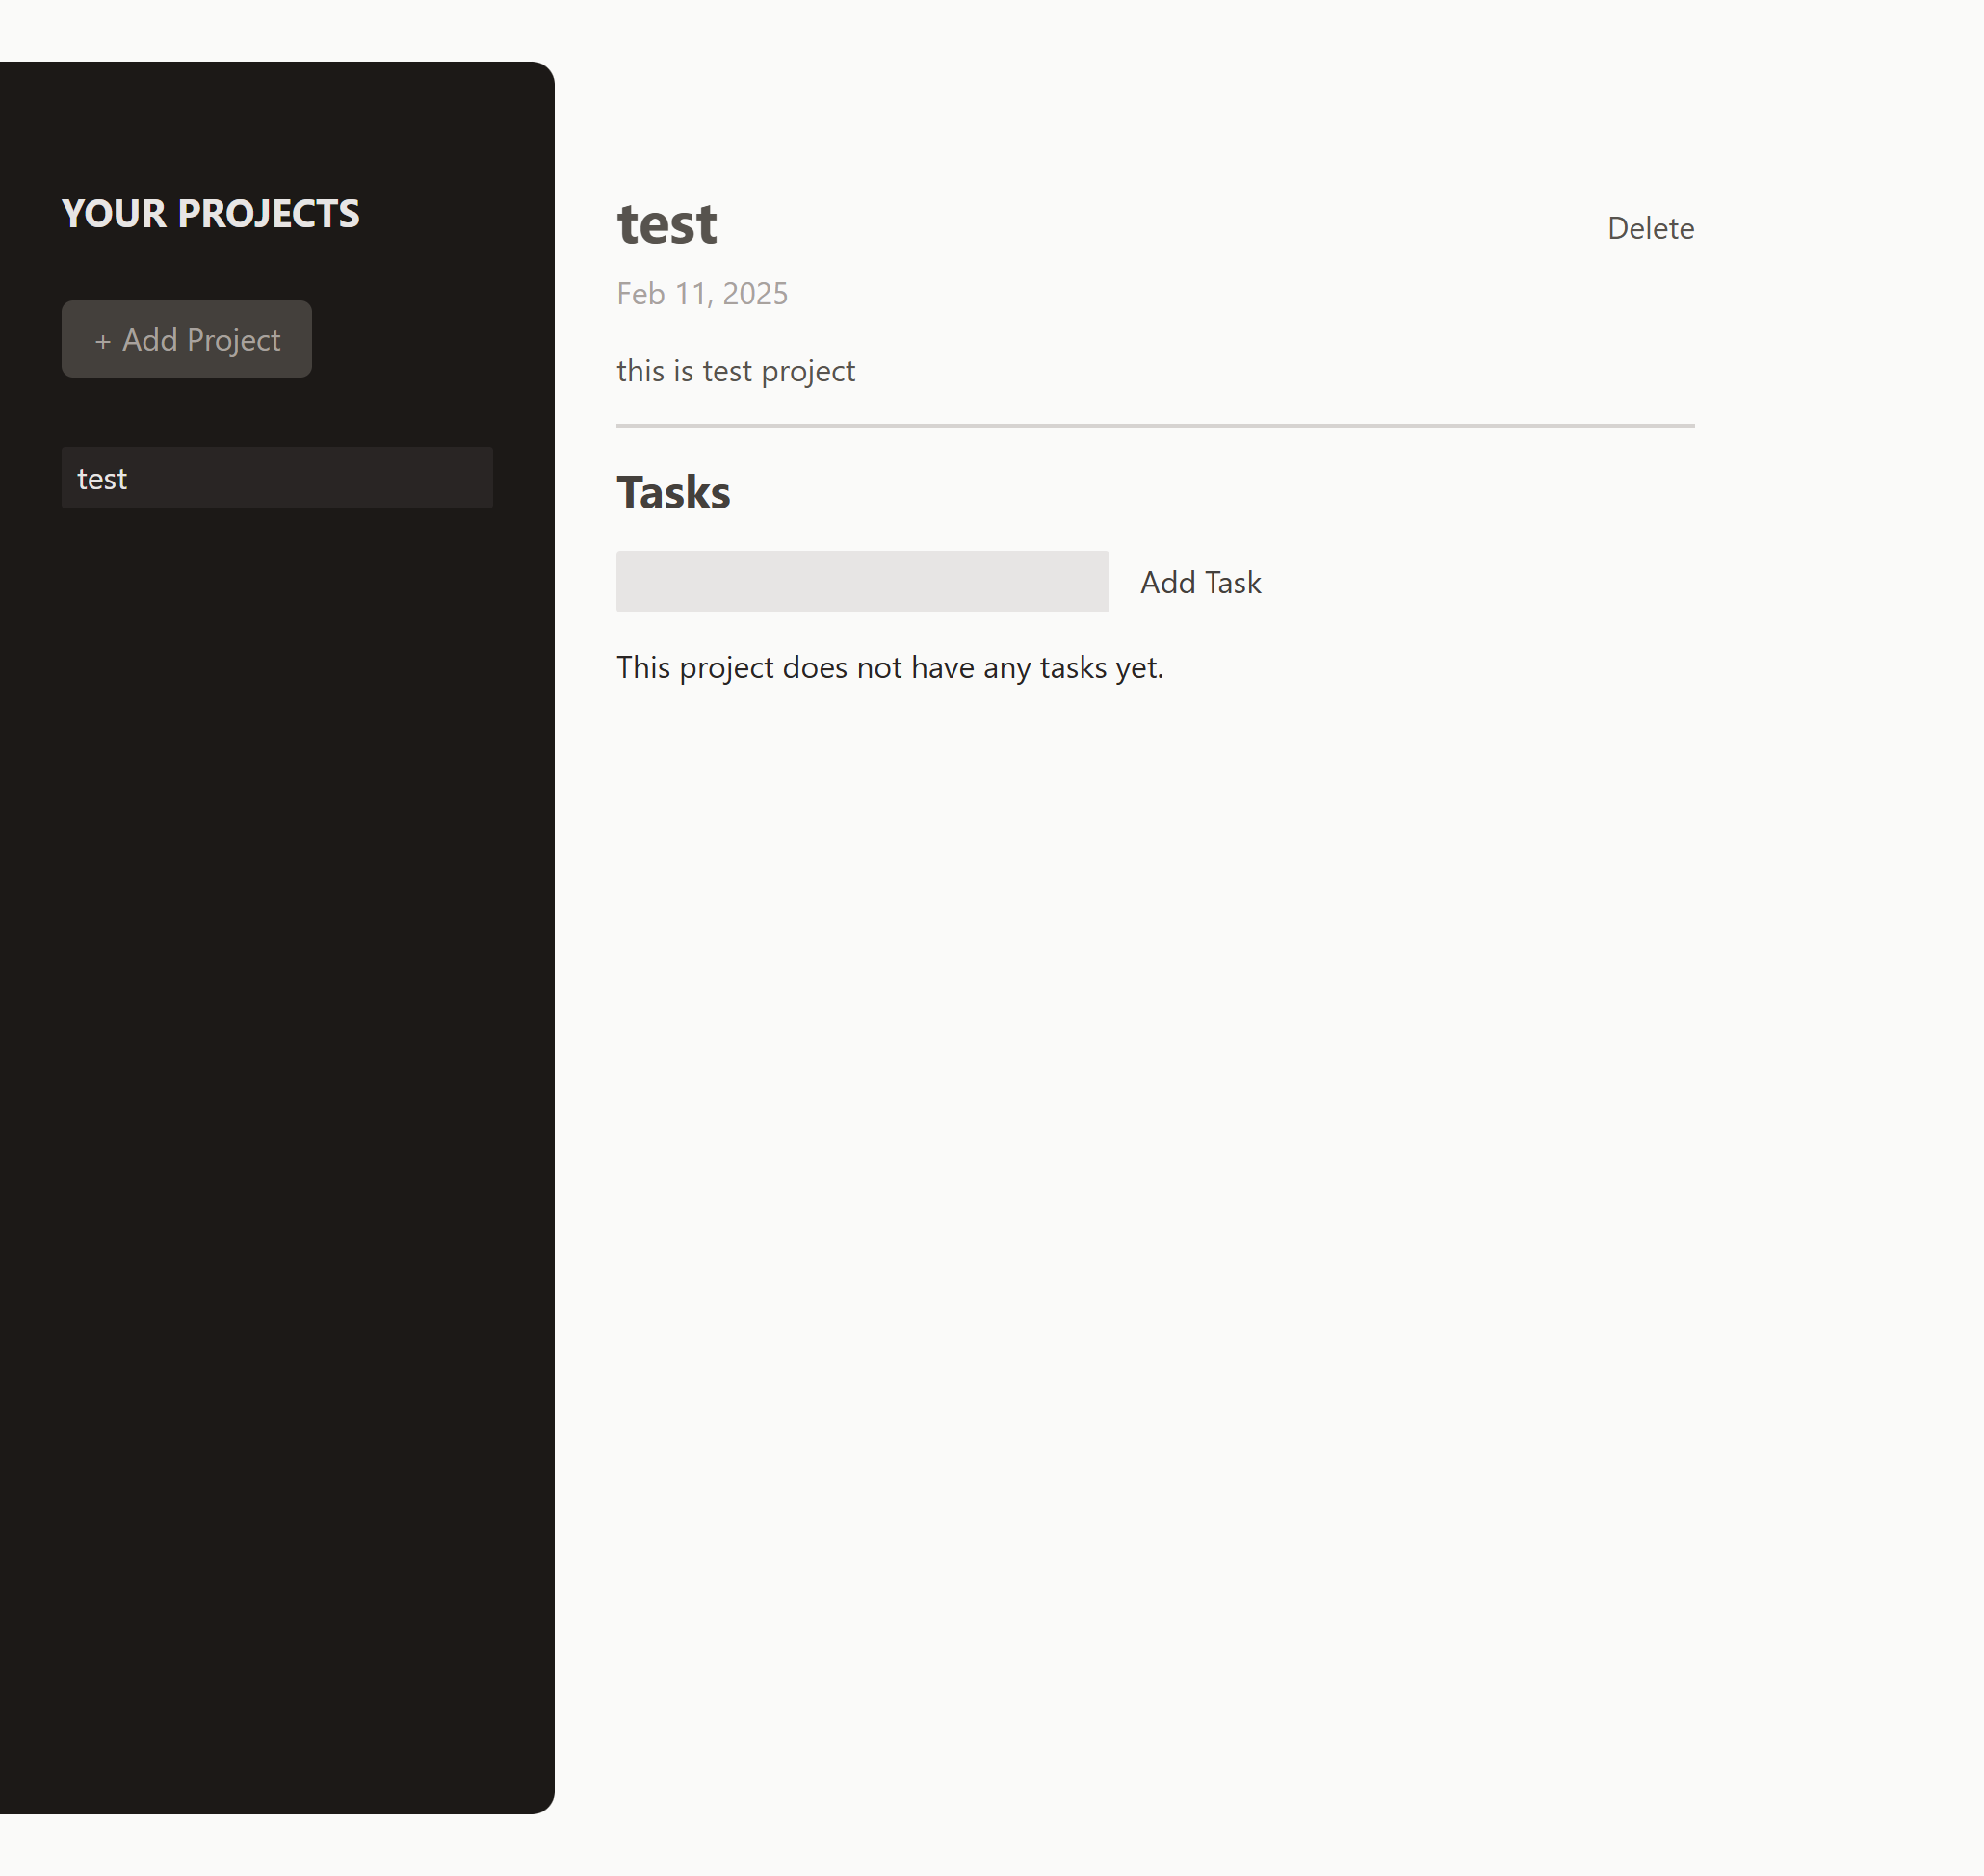 YOUR PROJECTS
+ Add Project
test
test
Delete
Feb 11, 2025
this is test project
Tasks
Add Task
This project does not have any tasks yet.